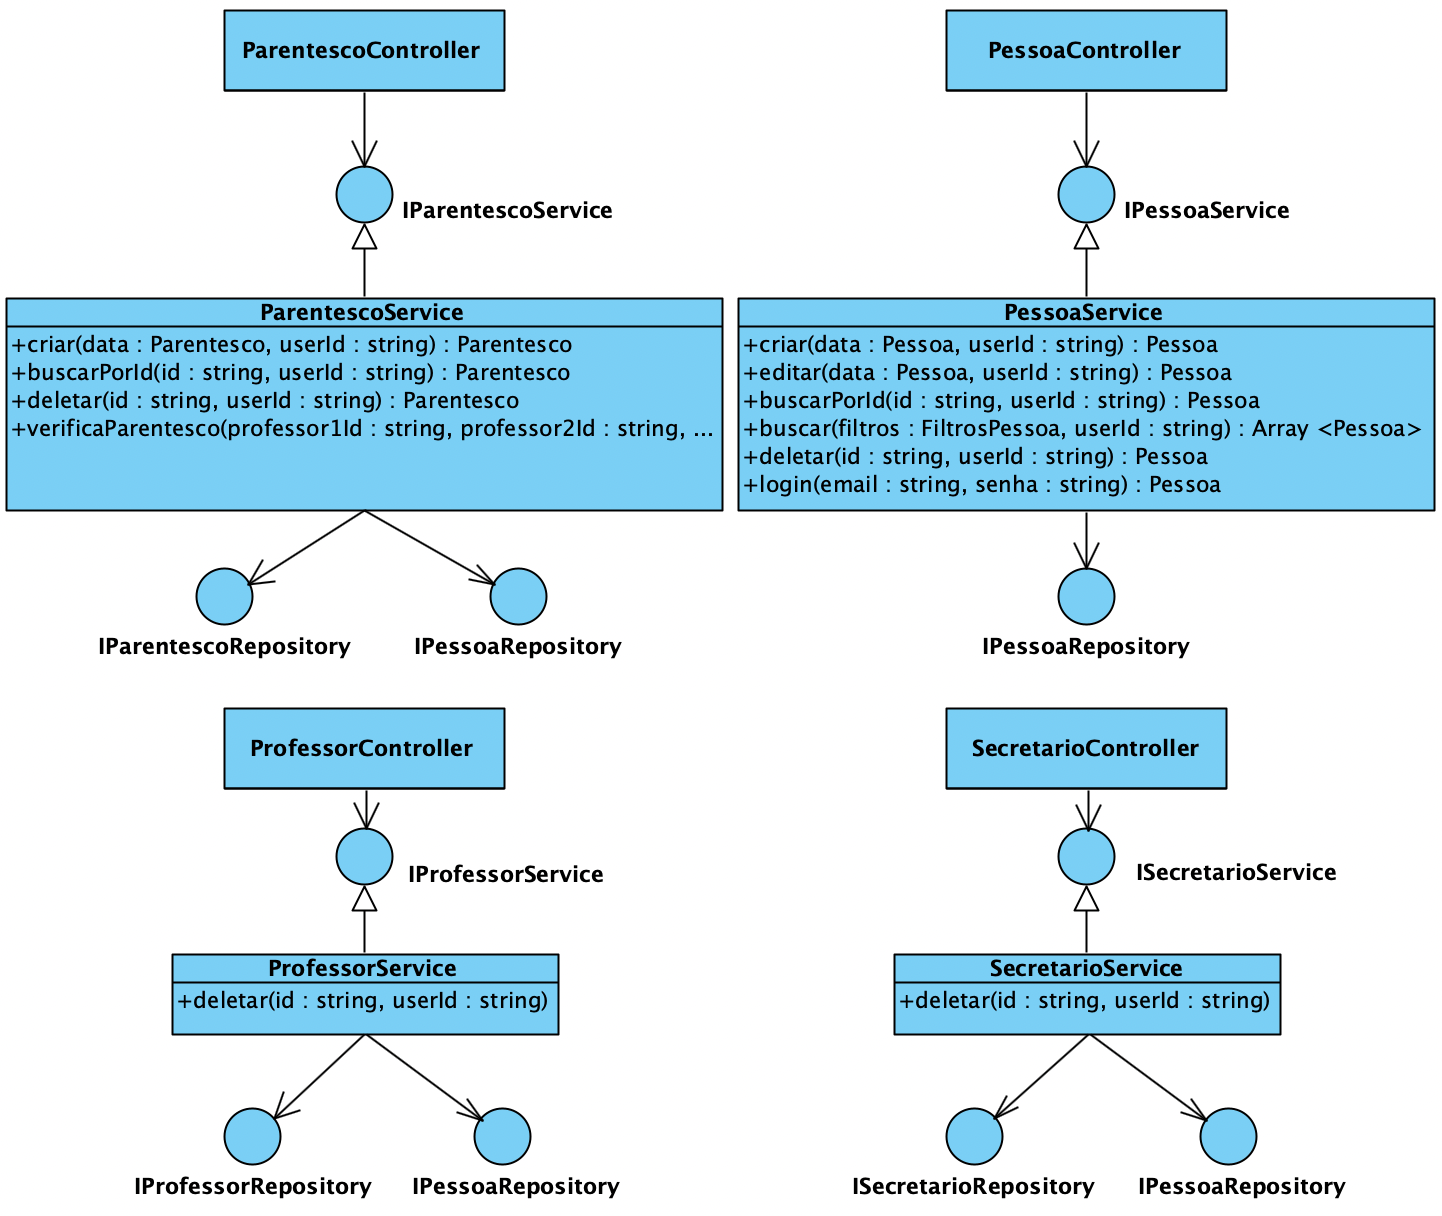 ParentescoController
IParentescoService
ParentescoService
+criar(data : Parentesco, userId : string) : Parentesco
+buscarPorId(id : string, userId : string) : Parentesco
+deletar(id : string, userId : string) : Parentesco
+verificaParentesco(professor1Id : string, professor2Id : string, ...
IParentescoRepository
IPessoaRepository
PessoaController
IPessoaService
PessoaService
+criar(data : Pessoa, userId : string) : Pessoa
+editar(data : Pessoa, userId : string) : Pessoa
+buscarPorId(id : string, userId : string) : Pessoa
+buscar(filtros : FiltrosPessoa, userId : string) : Array <Pessoa>
+deletar(id : string, userId : string) : Pessoa
+login(email : string, senha : string) : Pessoa
IPessoaRepository
ProfessorController
IProfessorService
ProfessorService
+deletar(id : string, userId : string)
IProfessorRepository
IPessoaRepository
SecretarioController
ISecretarioService
SecretarioService
+deletar(id : string, userId : string)
ISecretarioRepository
IPessoaRepository